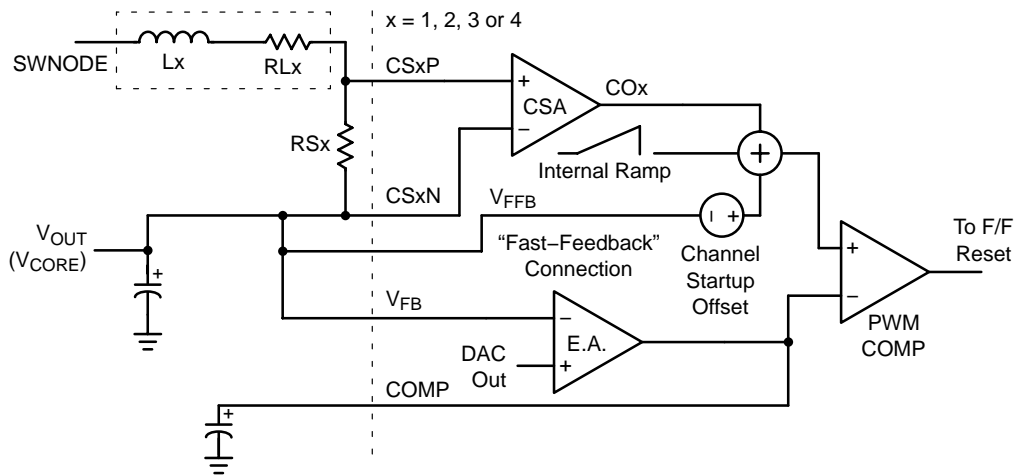 x = 1, 2, 3 or 4
SWNODE
Lx
RLx
CSxP
+
CSA
−
COx
RSx
Internal Ramp
+
CSxN
VFFB
− +
VOUT
(VCORE)
+
“Fast−Feedback”
Connection
Channel
Startup
Offset
+
−
To F/F
Reset
PWM
COMP
VFB
−
E.A.
+
DAC
Out
COMP
+